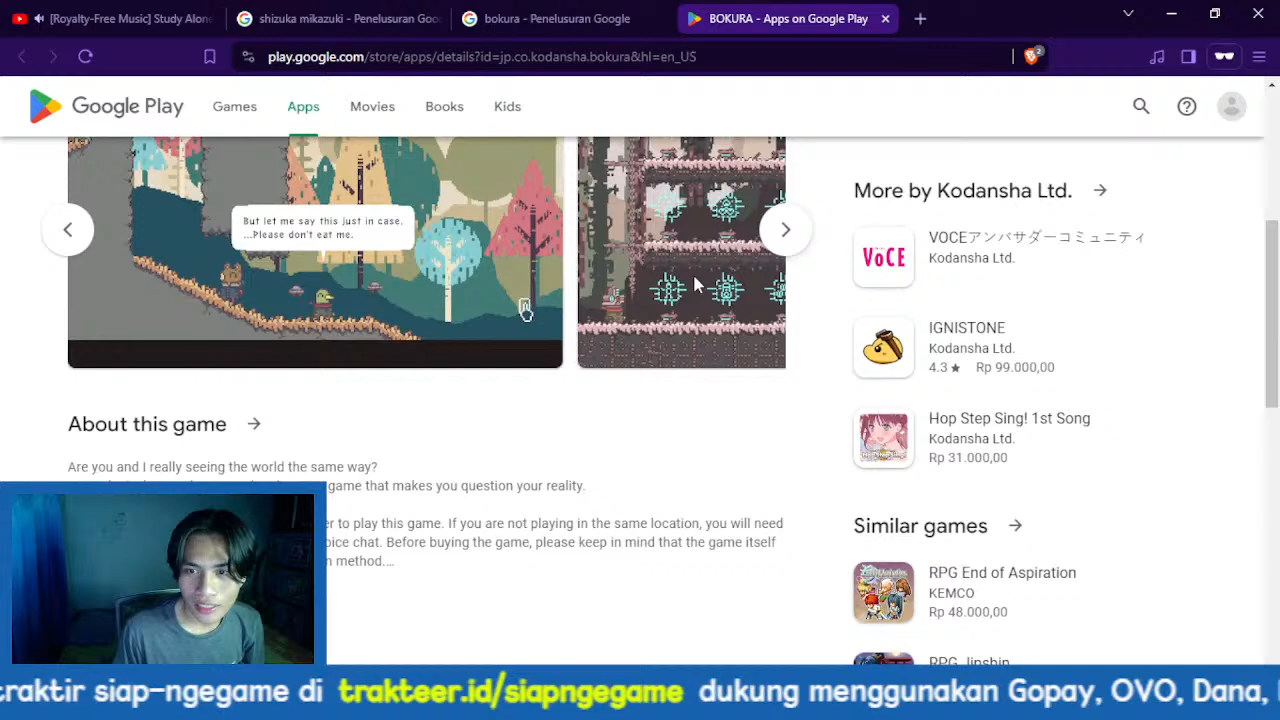 [Royalty-Free Music] Study Alon
shizuka mikazuki - Penelusuran Goo
bokura - Penelusuran Google
BOKURA - Apps on Google Play
play.google.com/store/apps/details?id=jp.co.kodansha.bokura&hl=en_US
2
Google Play
Games
Apps
Movies
Books
Kids
But let me say this just in case.
...Please don't eat me.
Lu
Lu
More by Kodansha Ltd.
VOCEアンバサダーコミュニティ
Kodansha Ltd.
VoCE
IGNISTONE
Kodansha Ltd.
4.3★ Rp 99.000,00
Hop Step Sing! 1st Song
Kodansha Ltd.
Rp 31.000,00
About this game
Are you and I really seeing the world the same way?
game that makes you question your reality.
to play this game. If you are not playing in the same location, you will need
chat. Before buying the game, please keep in mind that the game itself
method....
Similar games
RPG End of Aspiration
KEMCO
Rp 48.000,00
RPG Jinshin
traktir siap-ngegame di trakteer.id/siapngegame dukung menggunakan Gopay, OVO, Dana,